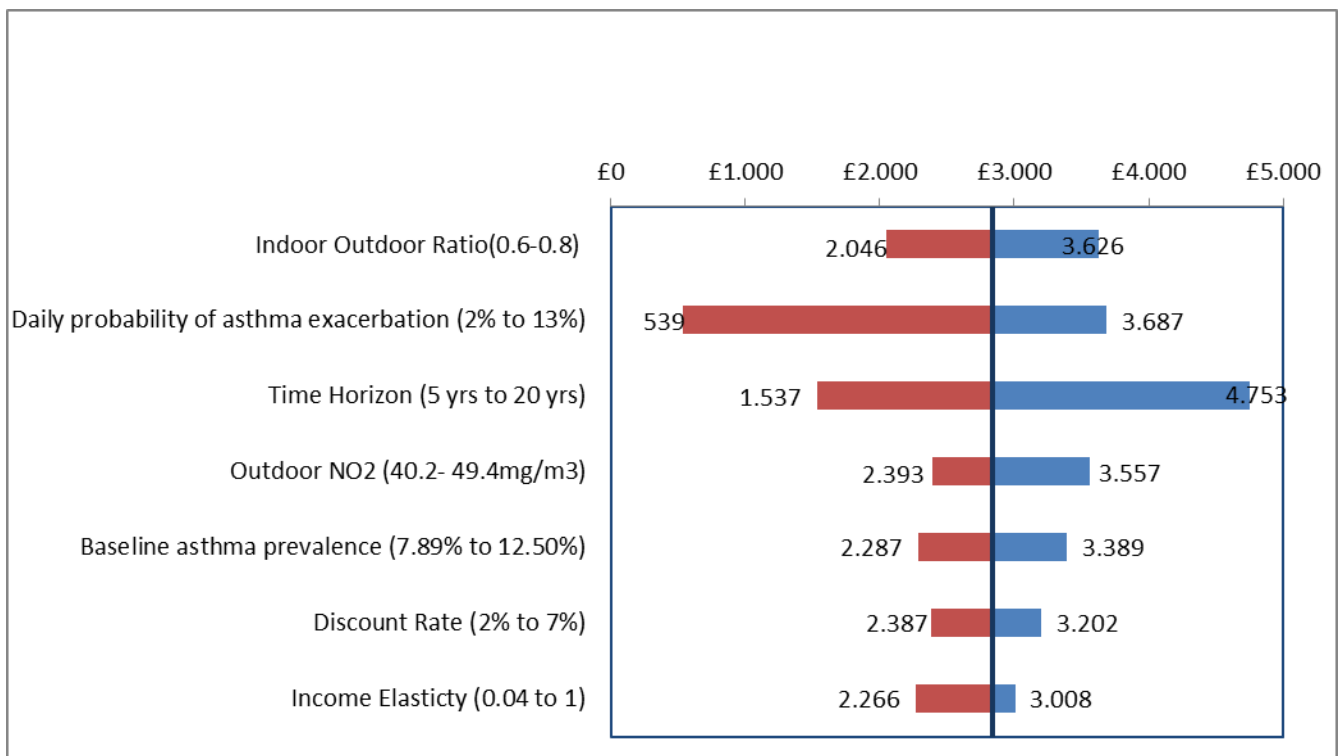 £0 £1.000 £2.000 £3.000 £4.000 £5.000
Indoor Outdoor Ratio(0.6-0.8) 2.046 3.626
Daily probability of asthma exacerbation (2% to 13%) 539 3.687
Time Horizon (5 yrs to 20 yrs) 1.537 4.753
Outdoor NO2 (40.2- 49.4mg/m3) 2.393 3.557
Baseline asthma prevalence (7.89% to 12.50%) 2.287 3.389
Discount Rate (2% to 7%) 2.387 3.202
Income Elasticty (0.04 to 1) 2.266 3.008